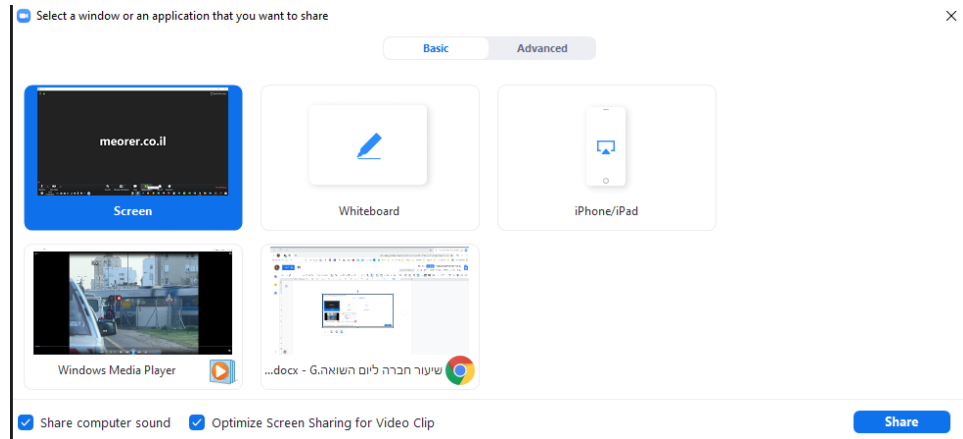 Select a window or an application that you want to share
Basic
Advanced
meorer.co.il
Screen
Whiteboard
iPhone/iPad
Windows Media Player
שיעור חברה ליום השואה.docx - G...
Share computer sound
Optimize Screen Sharing for Video Clip
Share